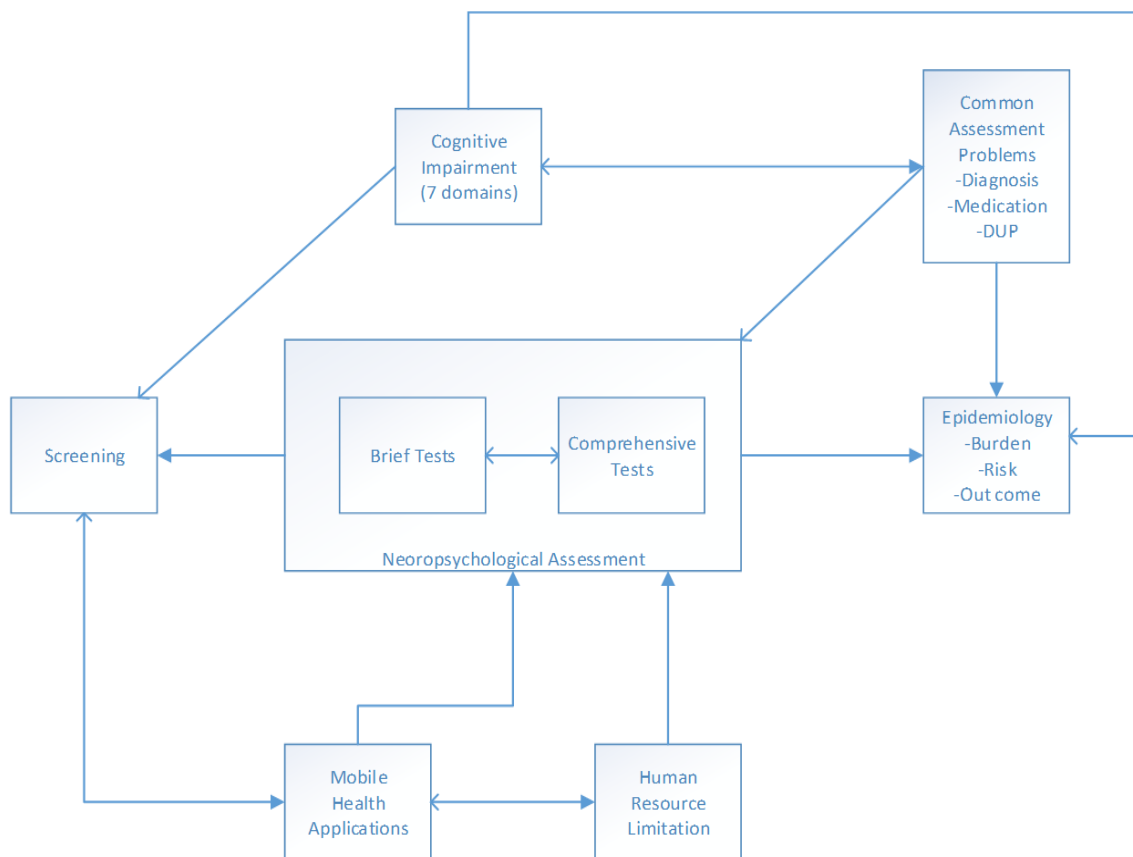 Cognitive
Impairment
(7 domains)
Common
Assessment
Problems
-Diagnosis
-Medication
-DUP
Screening
Brief Tests
Comprehensive
Tests
Neoropsychological Assessment
Epidemiology
-Burden
-Risk
-Out come
Mobile
Health
Applications
Human
Resource
Limitation